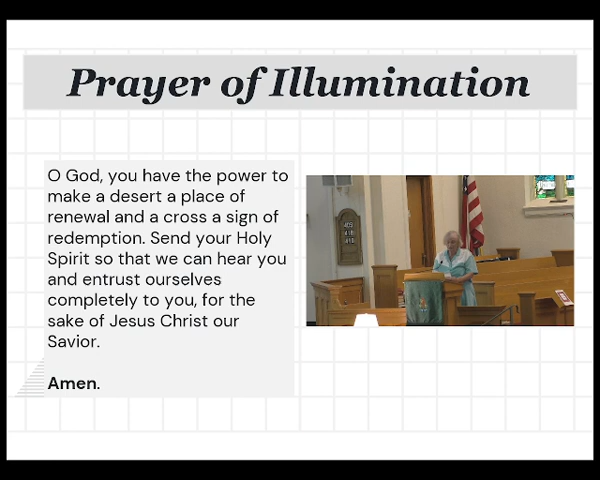 Prayer of Illumination
O God, you have the power to
make a desert a place of
renewal and a cross a sign of
redemption. Send your Holy
Spirit so that we can hear you
and entrust ourselves
completely to you, for the
sake of Jesus Christ our
Savior.
Amen.